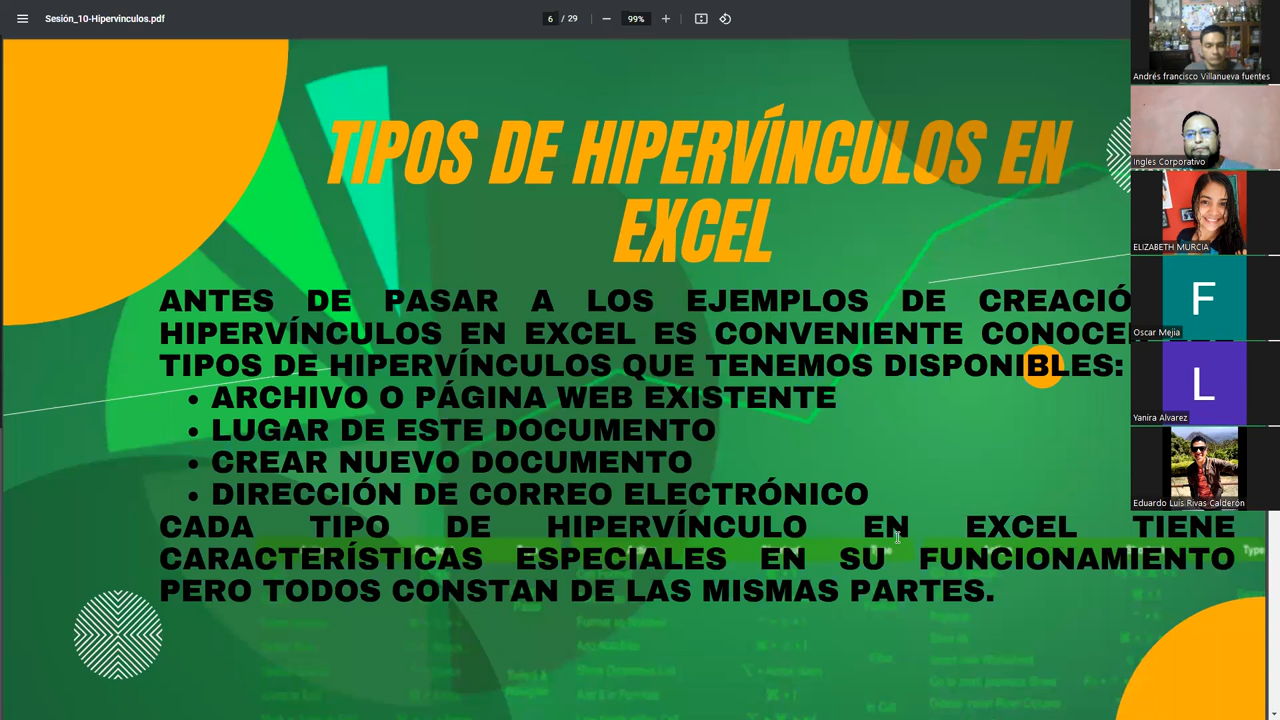 Sesión_10-Hipervinculos.pdf
6 / 29
99%
TIPOS DE HIPERVÍNCULOS EN
EXCEL
ANTES DE PASAR A LOS EJEMPLOS DE
HIPERVÍNCULOS EN EXCEL ES CONVENIENTE
TIPOS DE HIPERVÍNCULOS QUE TENEMOS DISPONIBLES:
• ARCHIVO O PÁGINA WEB EXISTENTE
• LUGAR DE ESTE DOCUMENTO
• CREAR NUEVO DOCUMENTO
• DIRECCIÓN DE CORREO ELECTRÓNICO
CADA TIPO DE HIPERVÍNCULO EN EXCEL TIENE
CARACTERÍSTICAS ESPECIALES EN SU FUNCIONAMIENTO
PERO TODOS CONSTAN DE LAS MISMAS PARTES.
Andrés francisco Villanueva fuentes
Ingles Corporativo
ELIZABETH MURCIA
F
Oscar Mejia
L
Yanira Alvarez
Eduardo Luis Rivas Calderón